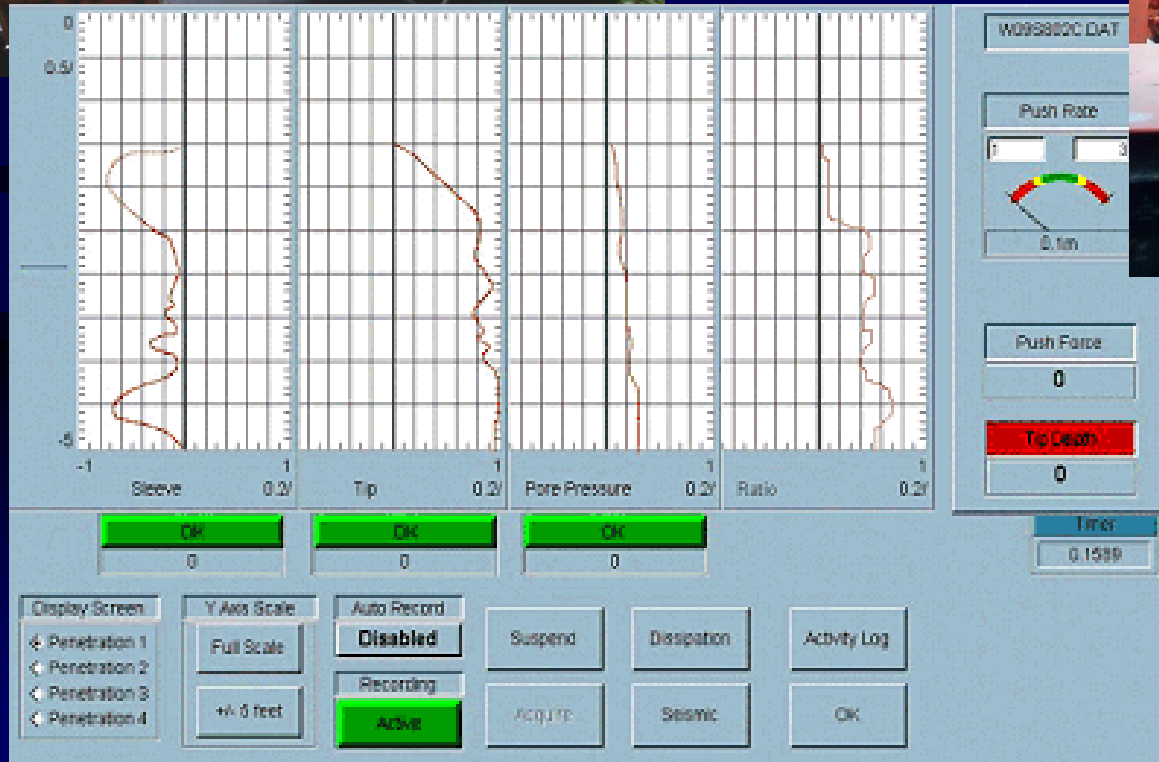 0
0.5/
-5
-1 1
Sleeve 0.2/
1
Tip 0.2/
1
Pore Pressure 0.2/
1
Ratio 0.2/
OK
0
OK
0
OK
0
Push Rate
3
0.1m
Push Force
0
Tip Depth
0
Timer
0.1589
Display Screen
Penetration 1
Penetration 2
Penetration 3
Penetration 4
Y Axis Scale
Full Scale
+/- 5 feet
Auto Record
Disabled
Recording
Active
Suspend
Dissipation
Activity Log
Acquire
Seismic
OK